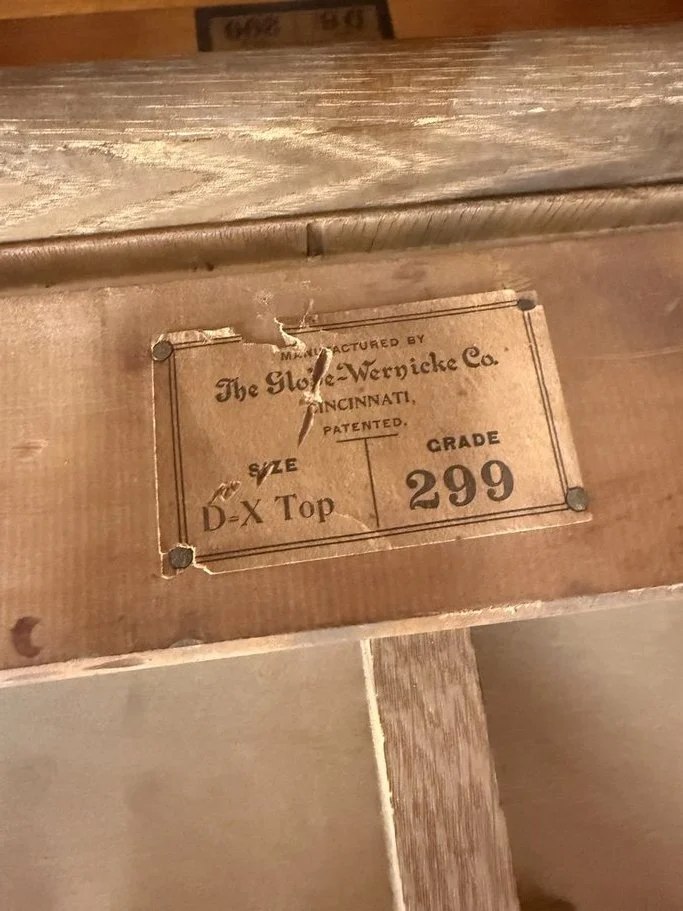 MANUFACTURED BY
The Globe-Wernicke Co.
CINCINNATI,
PATENTED.
SIZE
D-X Top
GRADE
299